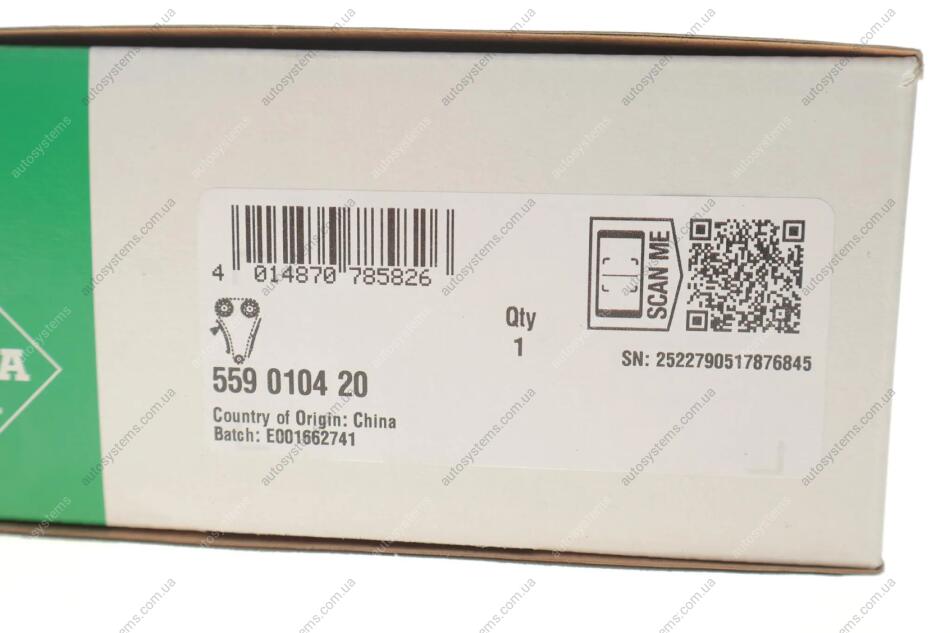 4 014870 785826
SCAN ME
Qty
1
SN: 2522790517876845
559 0104 20
Country of Origin: China
Batch: E001662741
autosystems.com.ua